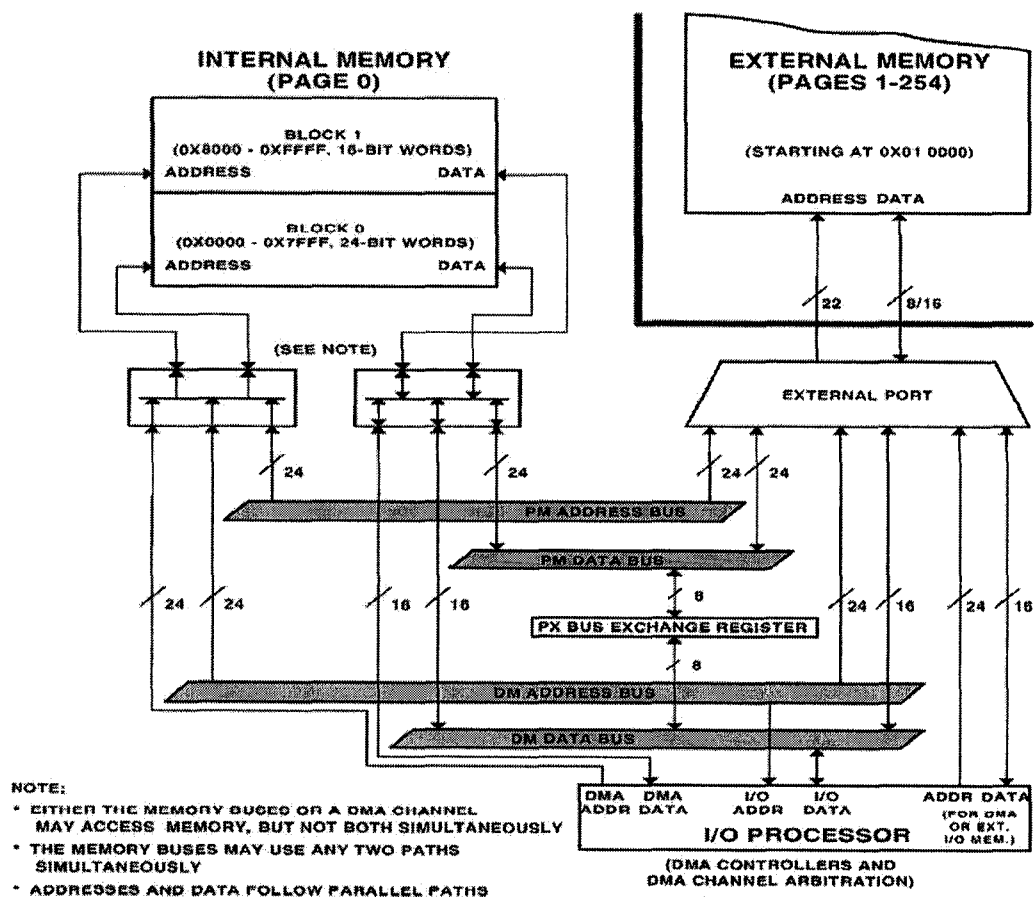 INTERNAL MEMORY
(PAGE 0)
BLOCK 1
(0X8000 - 0XFFFF, 16-BIT WORDS)
ADDRESS DATA
BLOCK 0
(0X0000 - 0X7FFF, 24-BIT WORDS)
ADDRESS DATA
EXTERNAL MEMORY
(PAGES 1-254)
(STARTING AT 0X01 0000)
ADDRESS DATA
22 8/16
(SEE NOTE)
EXTERNAL PORT
24 24 24 24
PM ADDRESS BUS
PM DATA BUS
24 24 16 16 8 24 16 24 16
PX BUS EXCHANGE REGISTER
8
DM ADDRESS BUS
DM DATA BUS
DMA ADDR
DMA DATA
I/O ADDR
I/O DATA
ADDR DATA
(FOR DMA
OR EXT.
I/O MEM.)
I/O PROCESSOR
(DMA CONTROLLERS AND
DMA CHANNEL ARBITRATION)
NOTE:
* EITHER THE MEMORY BUSES OR A DMA CHANNEL
MAY ACCESS MEMORY, BUT NOT BOTH SIMULTANEOUSLY
* THE MEMORY BUSES MAY USE ANY TWO PATHS
SIMULTANEOUSLY
* ADDRESSES AND DATA FOLLOW PARALLEL PATHS